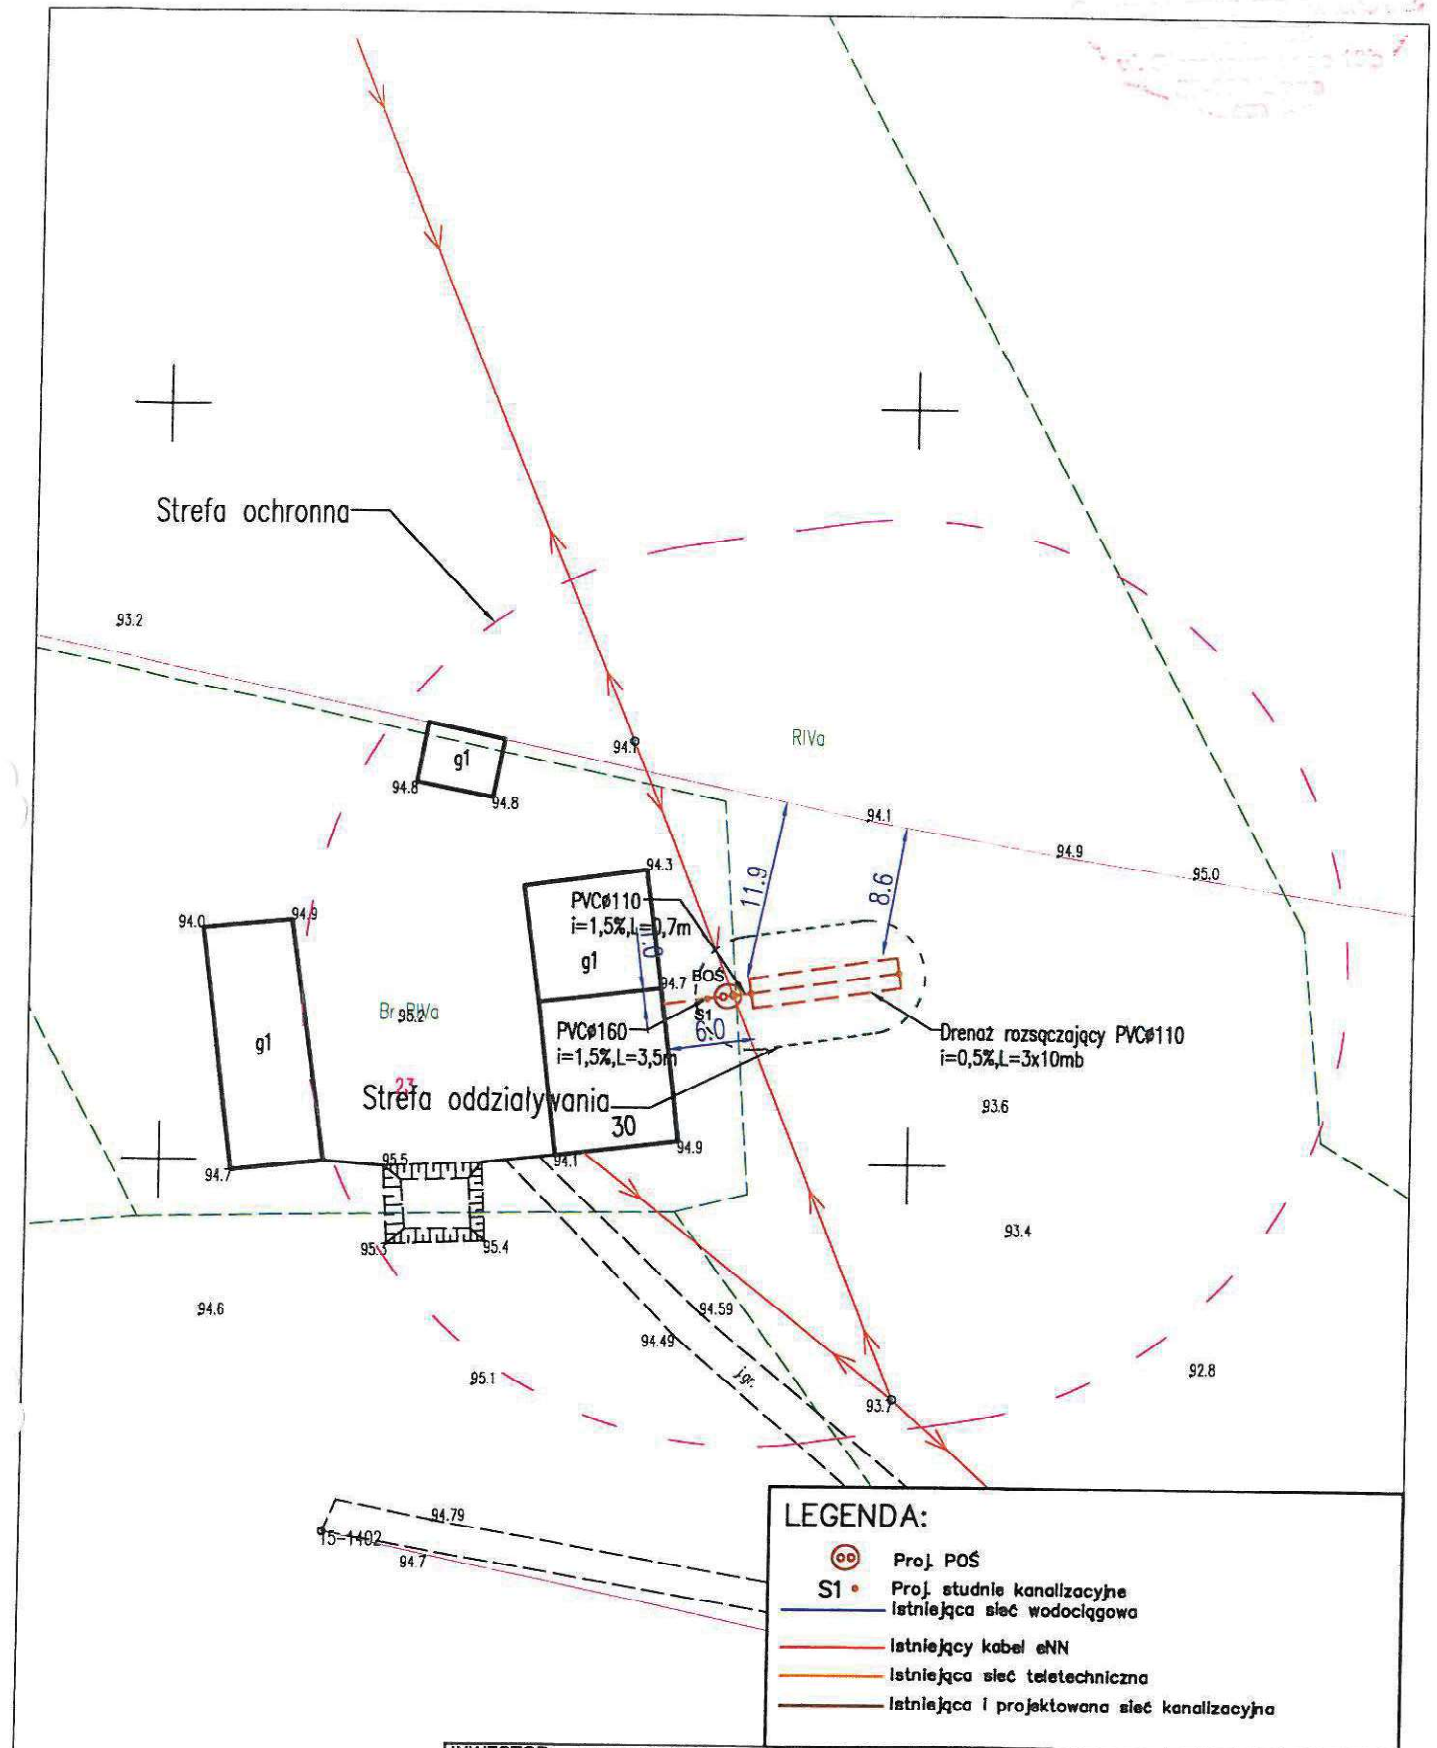 Strefa ochronna
93.2
g1
94.8
94.8
94.1
RIVa
94.1
94.9
95.0
94.3
PVCø110
i=1,5%,L=0,7m
11.9
8.6
94.0
94.9
g1
94.7
BOŚ
S1
6.0
PVCø160
i=1,5%,L=3,5m
95.2
g1
23
Strefa oddziaływania
30
Drenaż rozsączający PVCø110
i=0,5%,L=3x10mb
93.6
94.7
95.5
94.1
94.9
95.3
95.4
93.4
94.6
94.59
94.49
j.gr.
95.1
92.8
93.7
94.79
15-1402
94.7
LEGENDA:
Proj. POŚ
S1
Proj. studnie kanalizacyjne
Istniejąca sieć wodociągowa
Istniejący kabel eNN
Istniejąca sieć teletechniczna
Istniejąca i projektowana sieć kanalizacyjna